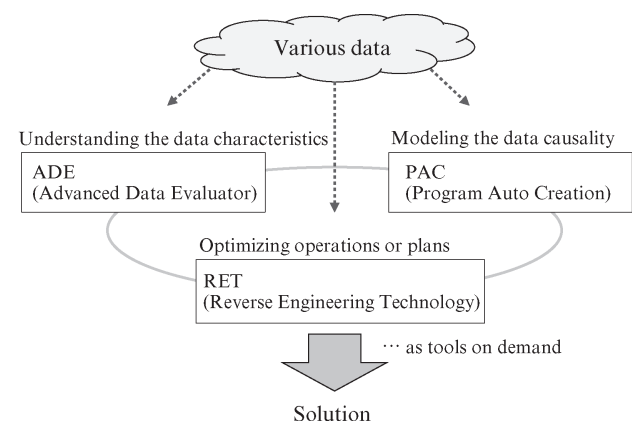 Various data
Understanding the data characteristics
ADE
(Advanced Data Evaluator)
Modeling the data causality
PAC
(Program Auto Creation)
Optimizing operations or plans
RET
(Reverse Engineering Technology)
… as tools on demand
Solution